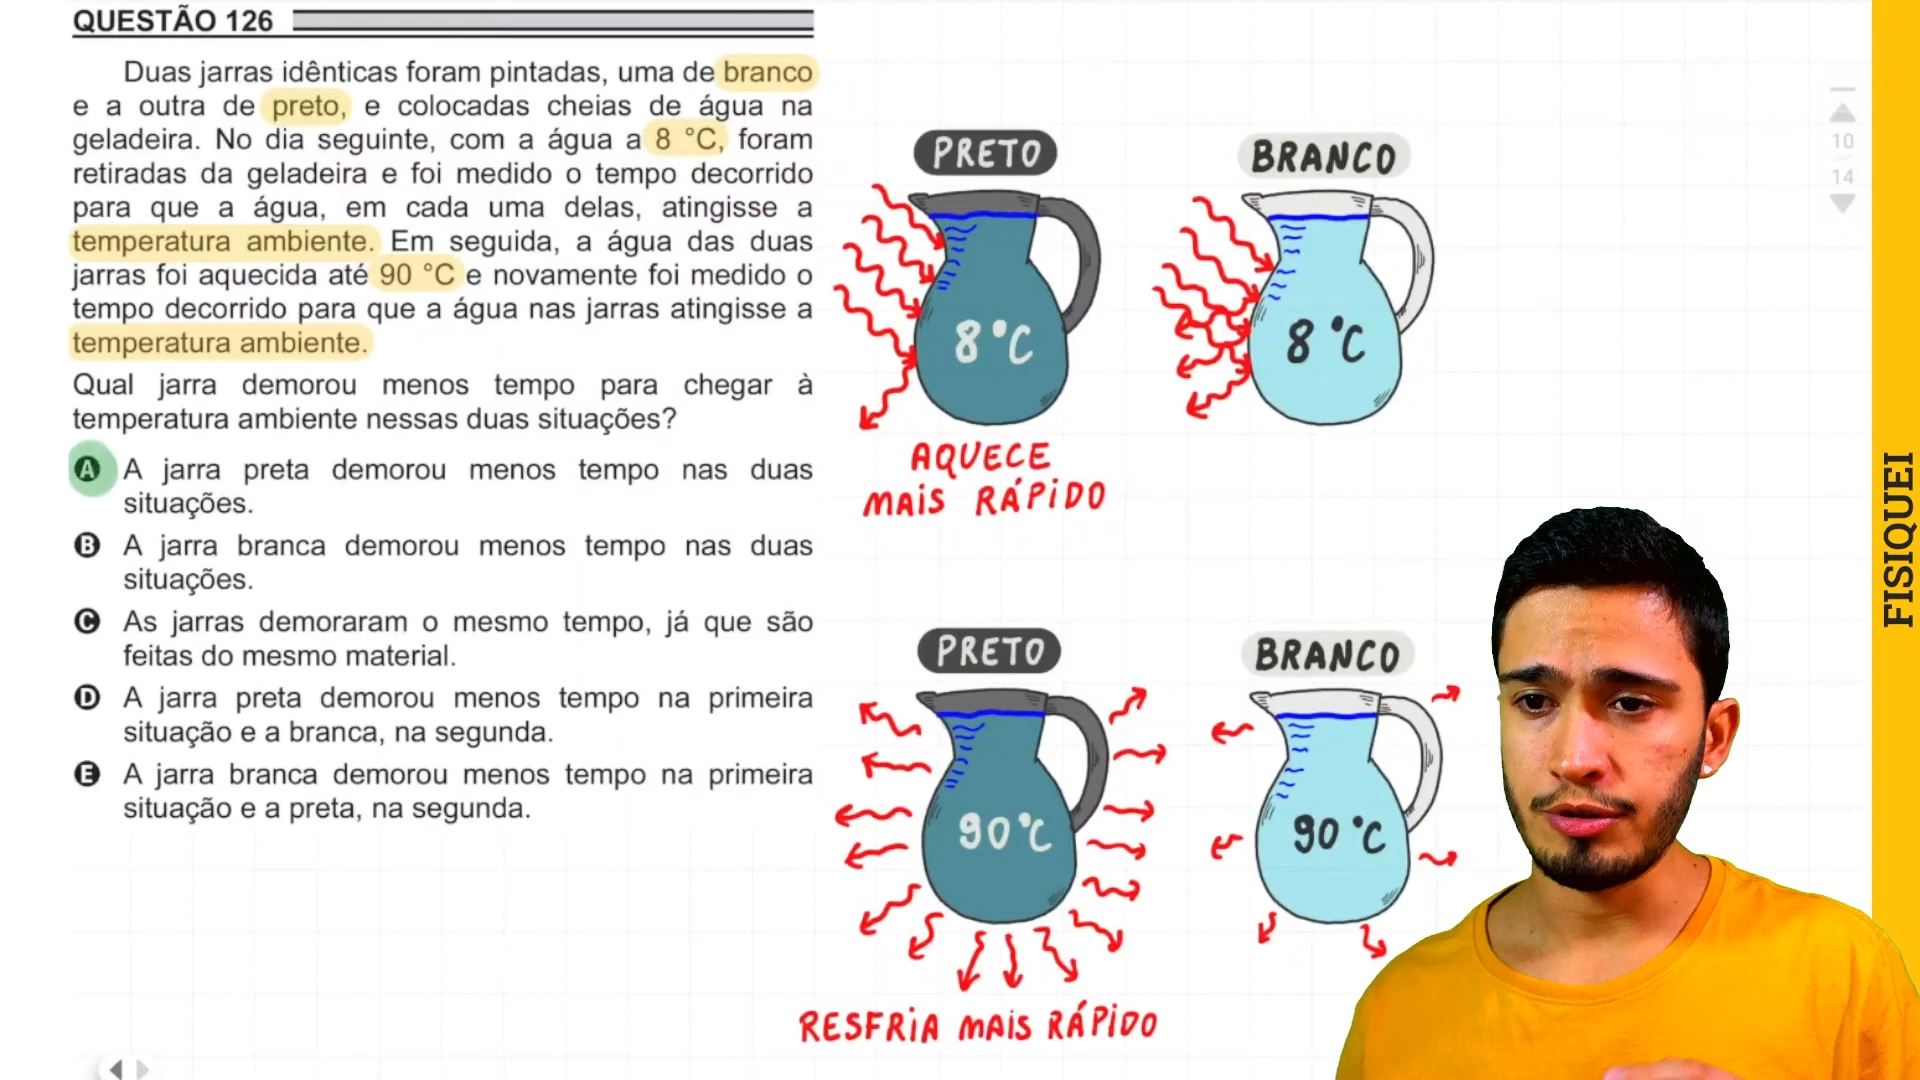 QUESTÃO 126
Duas jarras idênticas foram pintadas, uma de branco
e a outra de preto, e colocadas cheias de água na
geladeira. No dia seguinte, com a água a 8 °C, foram
retiradas da geladeira e foi medido o tempo decorrido
para que a água, em cada uma delas, atingisse a
temperatura ambiente. Em seguida, a água das duas
jarras foi aquecida até 90 °C e novamente foi medido o
tempo decorrido para que a água nas jarras atingisse a
temperatura ambiente.
Qual jarra demorou menos tempo para chegar à
temperatura ambiente nessas duas situações?
A A jarra preta demorou menos tempo nas duas
situações.
B A jarra branca demorou menos tempo nas duas
situações.
C As jarras demoraram o mesmo tempo, já que são
feitas do mesmo material.
D A jarra preta demorou menos tempo na primeira
situação e a branca, na segunda.
E A jarra branca demorou menos tempo na primeira
situação e a preta, na segunda.
PRETO
BRANCO
8°C
8°C
AQUECE
MAIS RÁPIDO
PRETO
BRANCO
90°C
90°C
RESFRIA MAIS RÁPIDO
10
14
FISIQUEI